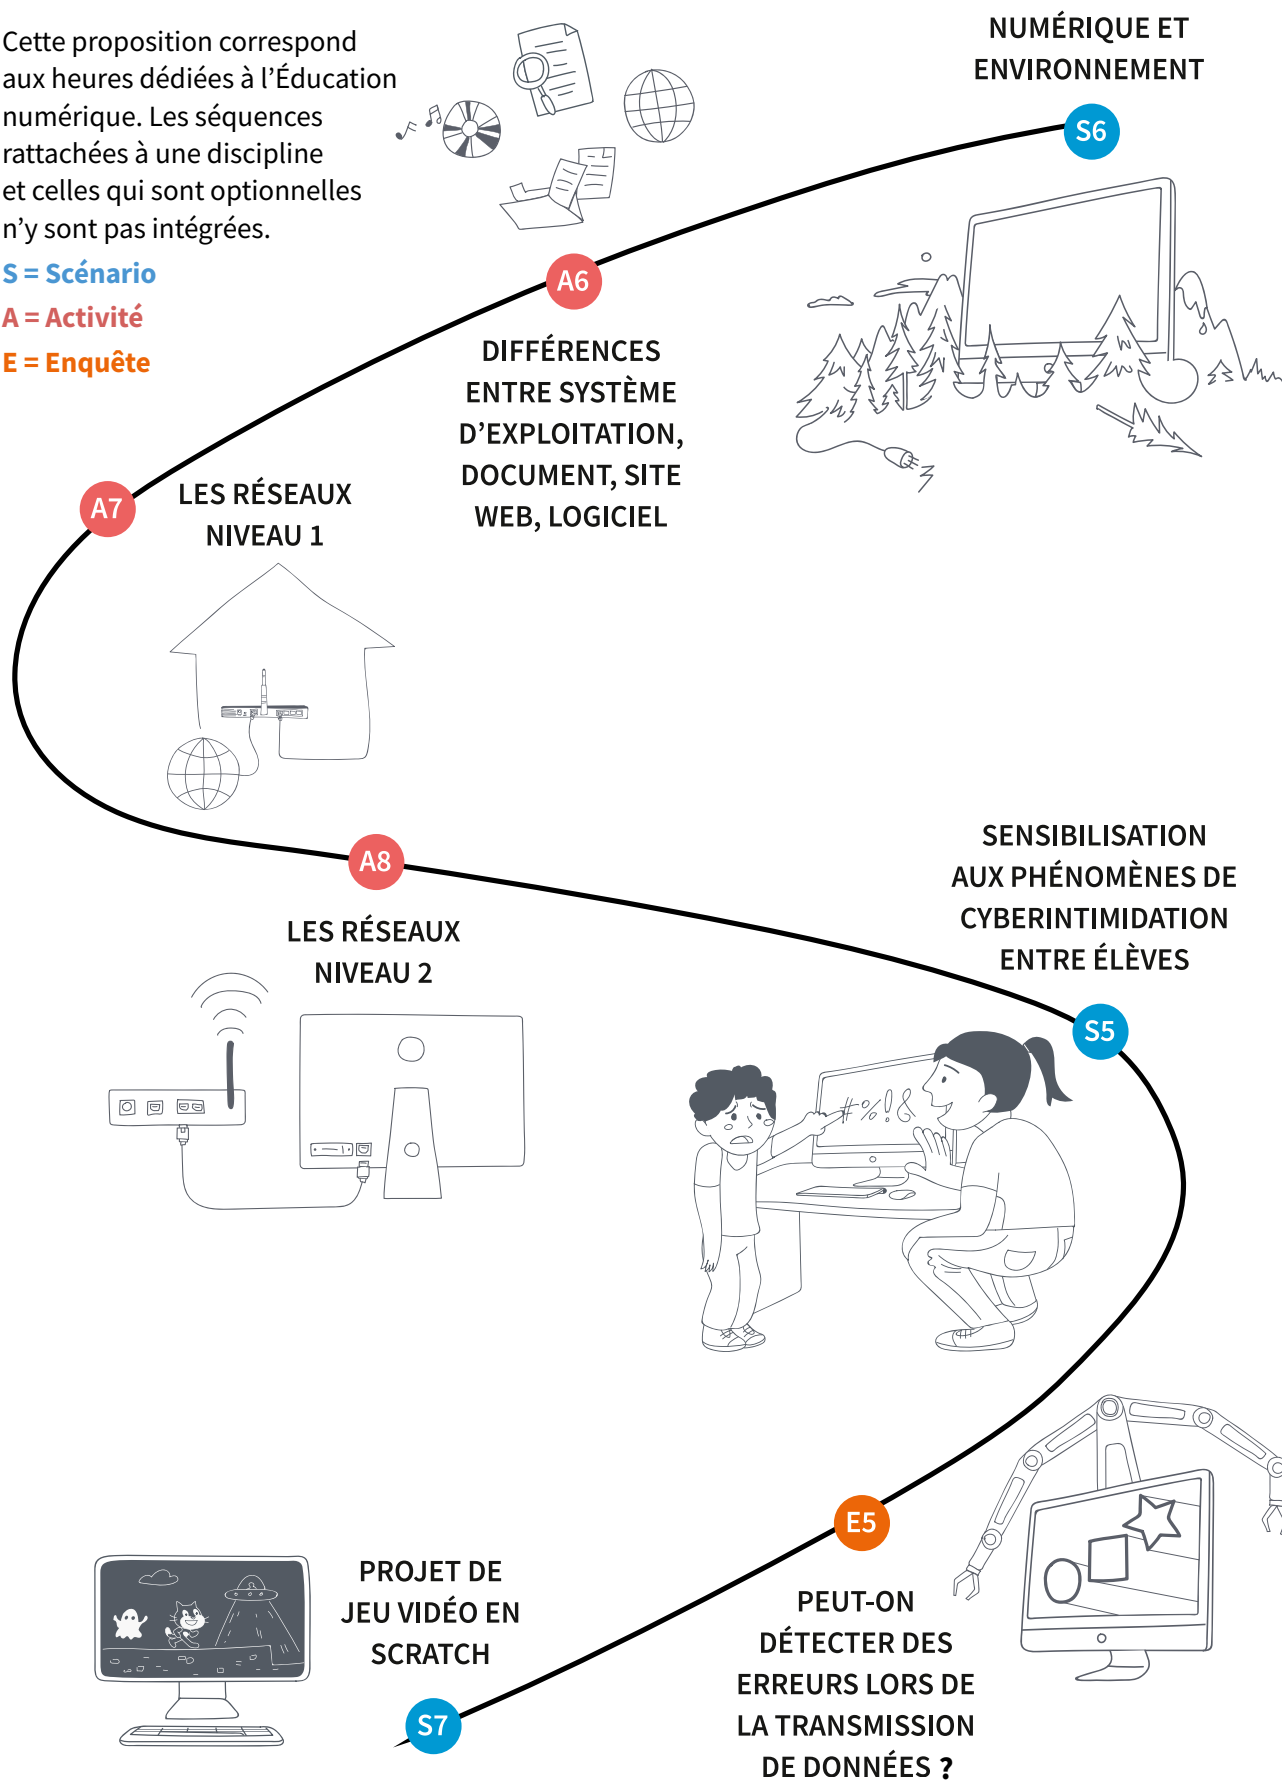 Cette proposition correspond
aux heures dédiées à l’Éducation
numérique. Les séquences
rattachées à une discipline
et celles qui sont optionnelles
n’y sont pas intégrées.
S = Scénario
A = Activité
E = Enquête
NUMÉRIQUE ET
ENVIRONNEMENT
S6
A6
DIFFÉRENCES
ENTRE SYSTÈME
D’EXPLOITATION,
DOCUMENT, SITE
WEB, LOGICIEL
A7
LES RÉSEAUX
NIVEAU 1
A8
LES RÉSEAUX
NIVEAU 2
SENSIBILISATION
AUX PHÉNOMÈNES DE
CYBERINTIMIDATION
ENTRE ÉLÈVES
S5
#%!&
E5
PEUT-ON
DÉTECTER DES
ERREURS LORS DE
LA TRANSMISSION
DE DONNÉES ?
PROJET DE
JEU VIDÉO EN
SCRATCH
S7